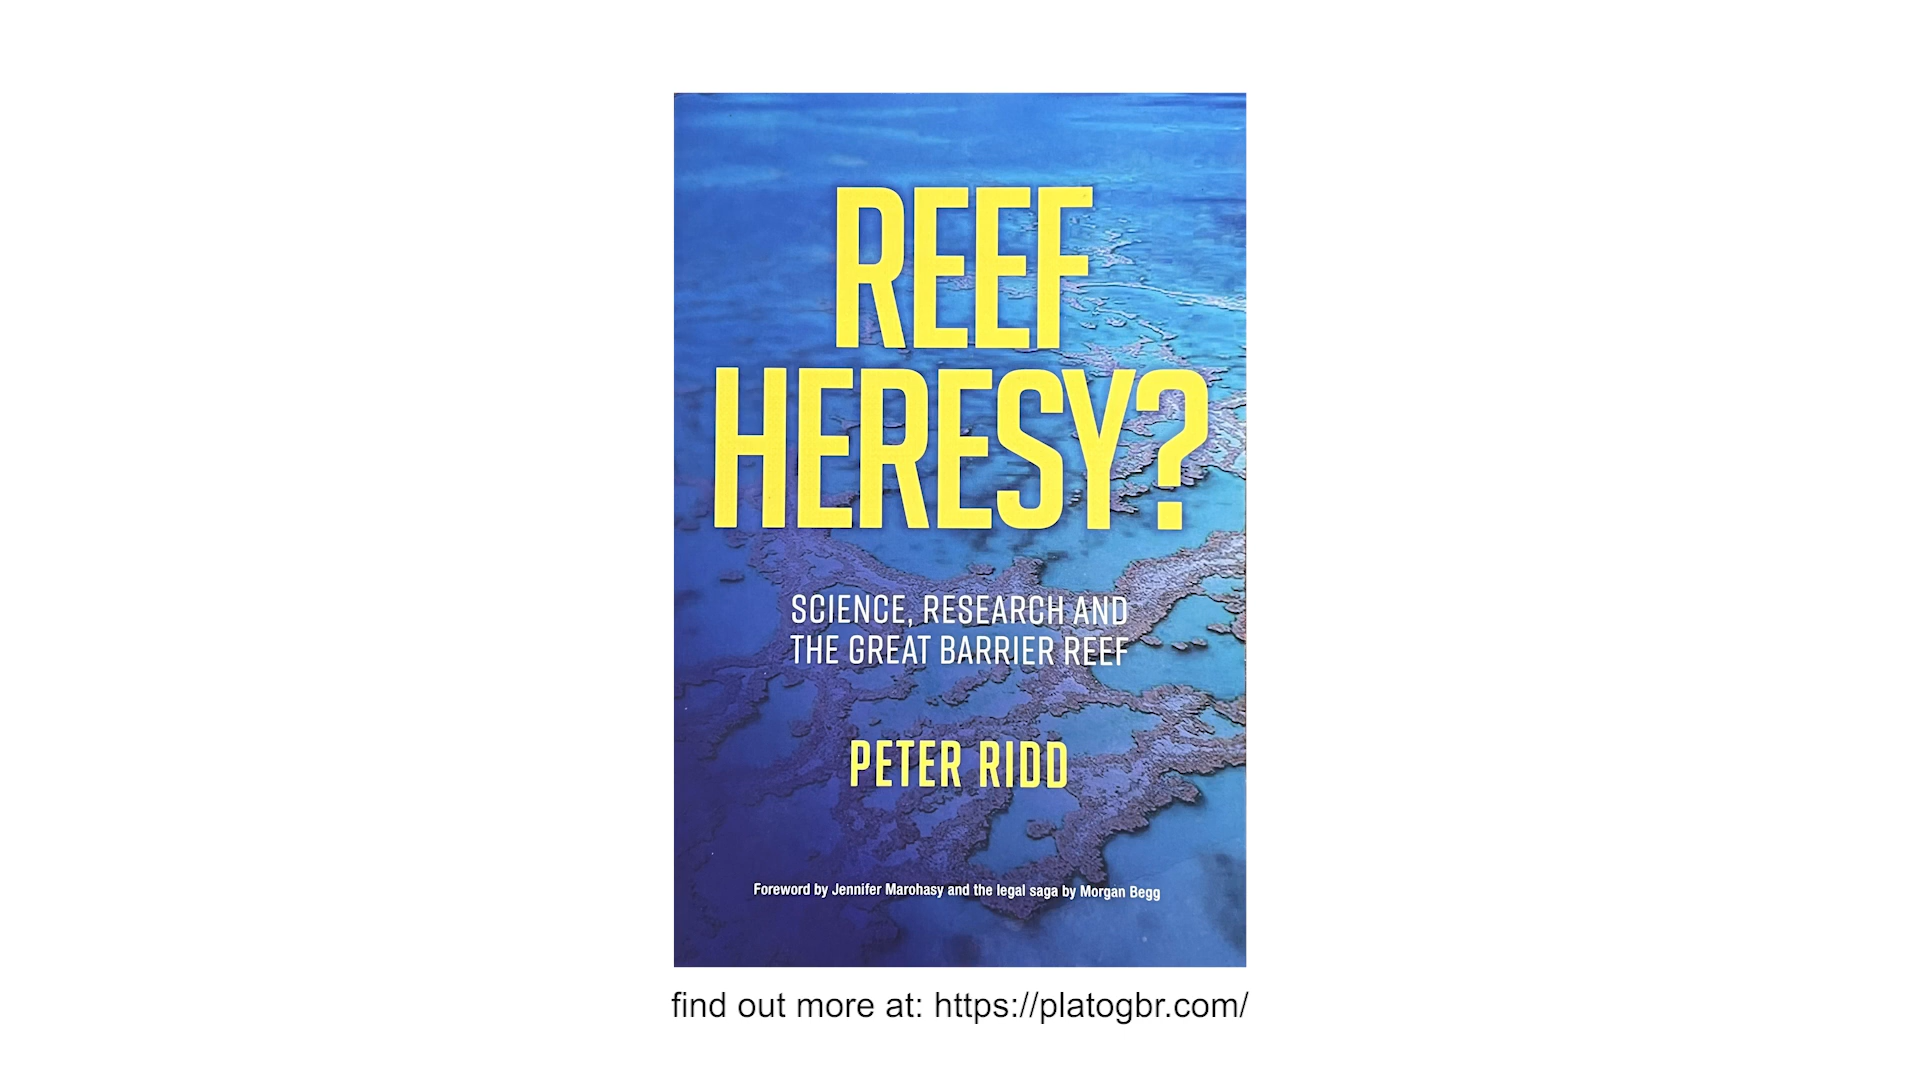 REEF
HERESY?
SCIENCE, RESEARCH AND
THE GREAT BARRIER REEF
PETER RIDD
Foreword by Jennifer Marohasy and the legal saga by Morgan Begg
find out more at: https://platogbr.com/